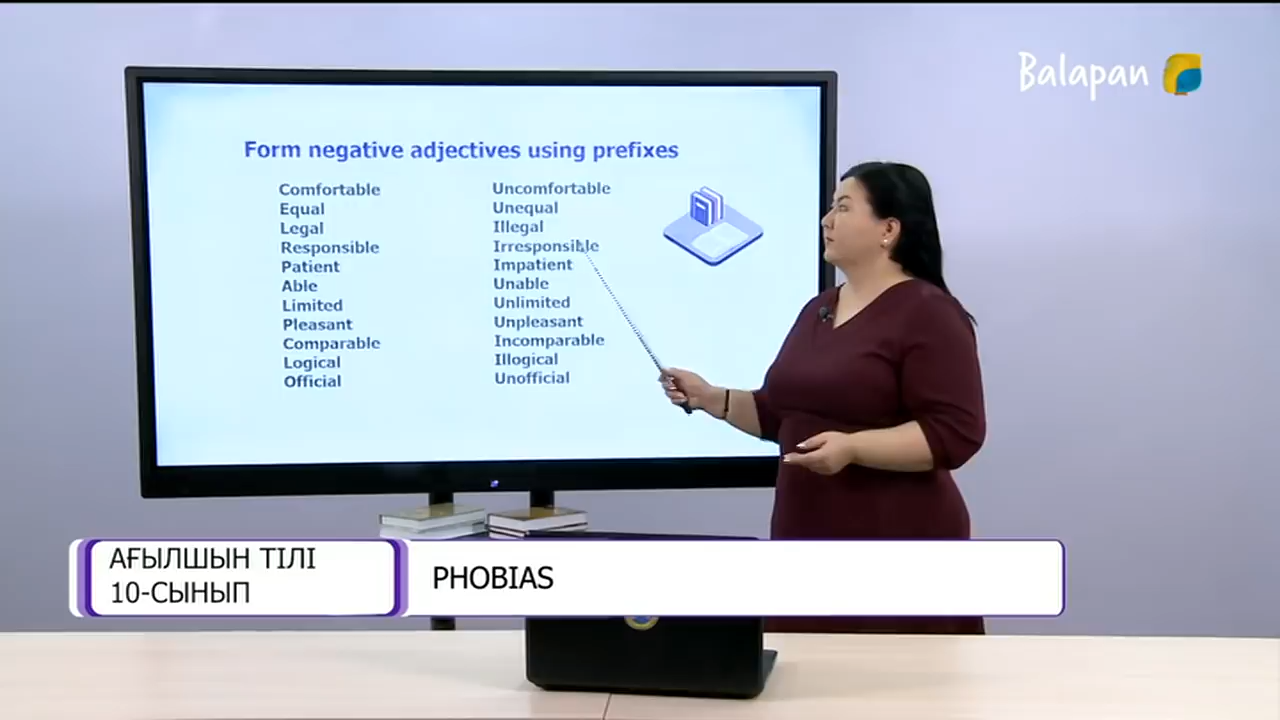 Balapan
Form negative adjectives using prefixes
Comfortable Uncomfortable
Equal Unequal
Legal Illegal
Responsible Irresponsible
Patient Impatient
Able Unable
Limited Unlimited
Pleasant Unpleasant
Comparable Incomparable
Logical Illogical
Official Unofficial
АҒЫЛШЫН ТІЛІ
10-СЫНЫП
PHOBIAS